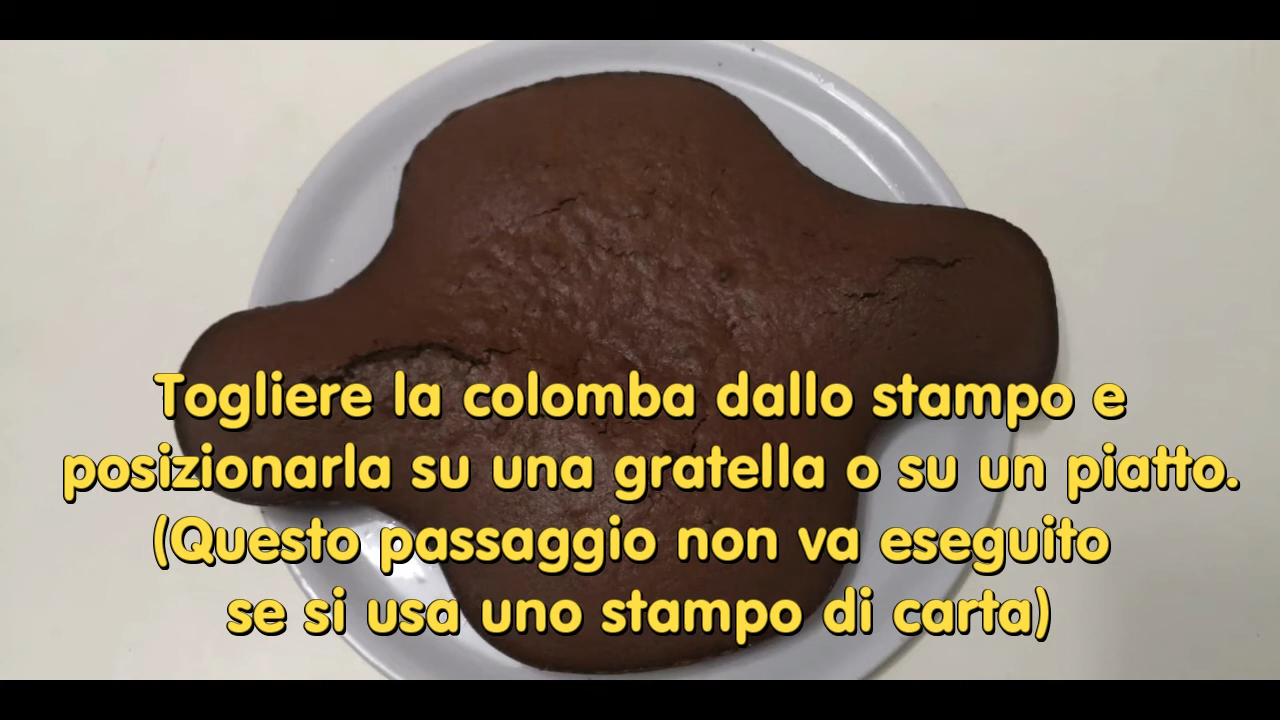 Togliere la colomba dallo stampo e
posizionarla su una gratella o su un piatto.
(Questo passaggio non va eseguito
se si usa uno stampo di carta)